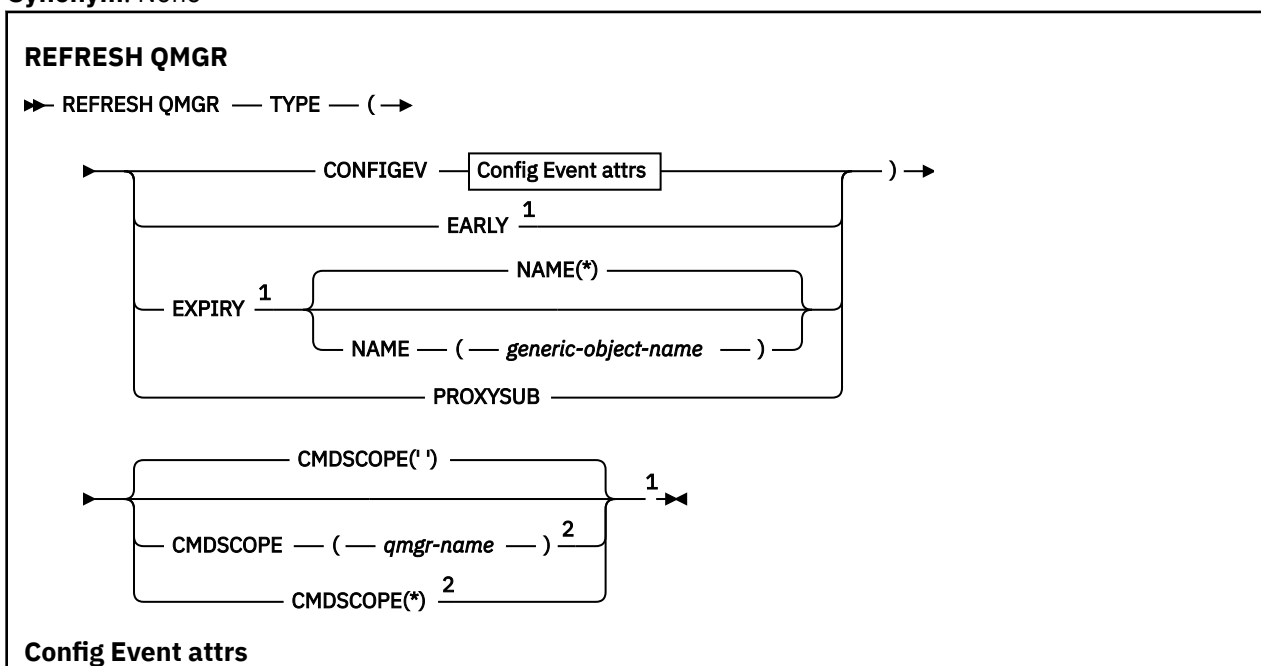 Synonym: None
REFRESH QMGR
REFRESH QMGR TYPE (
CONFIGEV Config Event attrs )
EARLY 1
NAME(*)
EXPIRY 1
NAME ( generic-object-name )
PROXYSUB
CMDSCOPE(' ')
1
CMDSCOPE ( qmgr-name ) 2
CMDSCOPE(*) 2
Config Event attrs